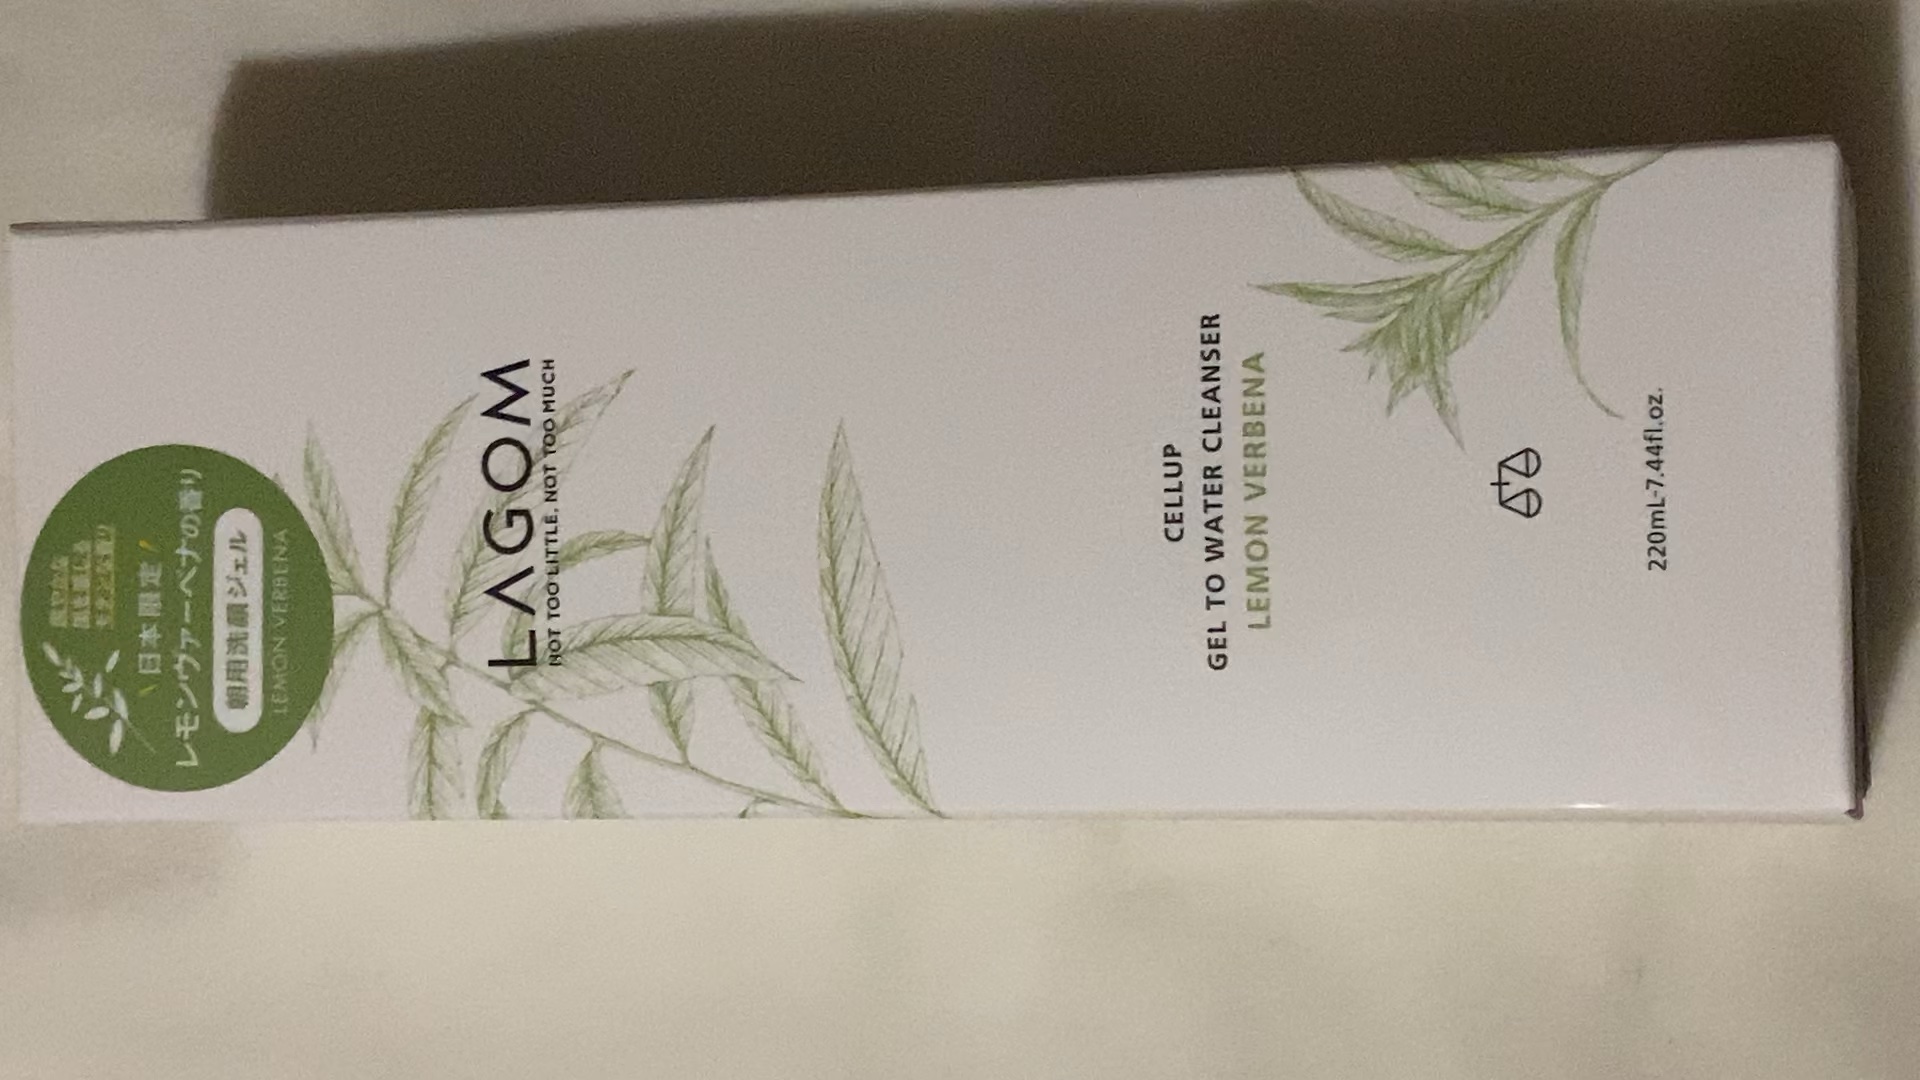 日本限定
レモンヴァーベナの香り
朝用洗顔ジェル
LEMON VERBENA
LAGOM
NOT TOO LITTLE, NOT TOO MUCH
CELLUP
GEL TO WATER CLEANSER
LEMON VERBENA
220mL-7.44fl.oz.